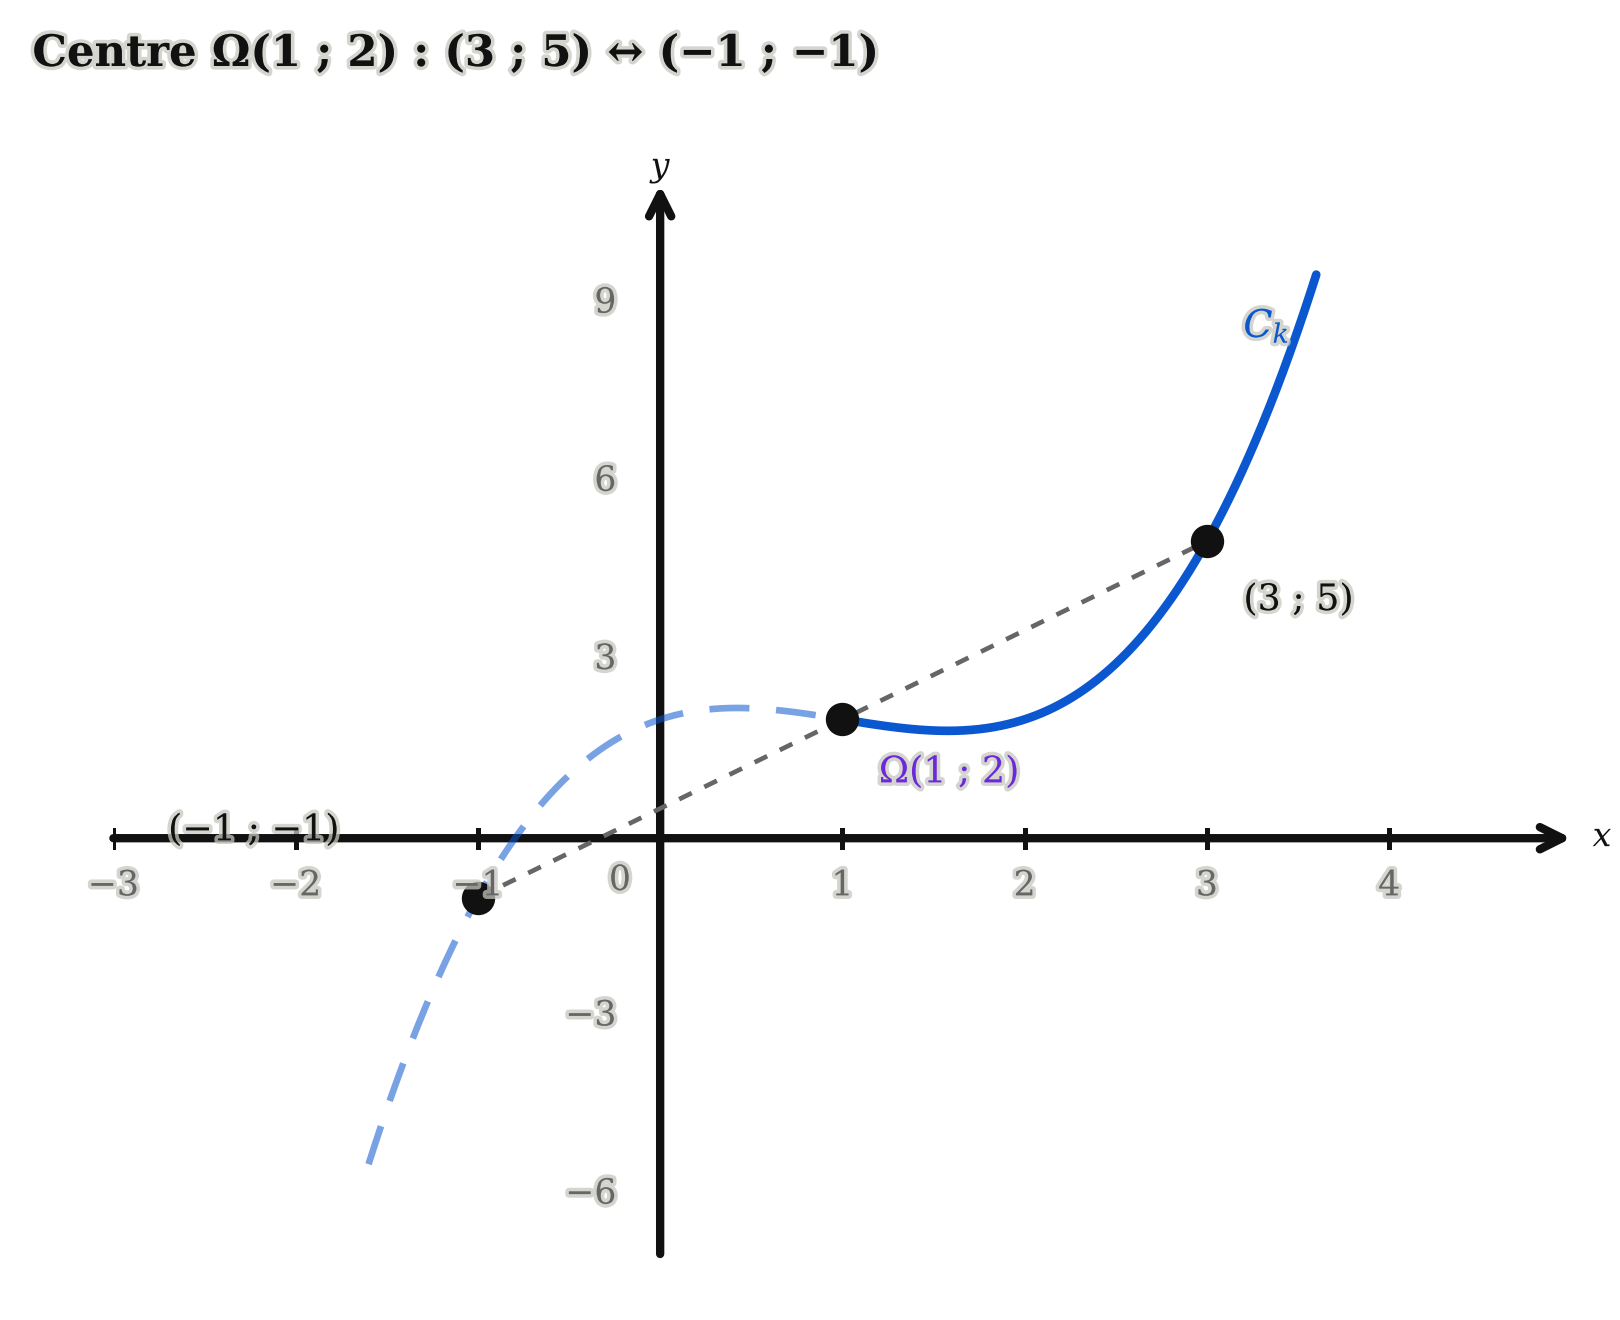 Centre Ω(1 ; 2) : (3 ; 5) ↔ (−1 ; −1)
y
9
C_k
6
(3 ; 5)
3
Ω(1 ; 2)
(−1 ; −1)
x
−3 −2 −1 0 1 2 3 4
−3
−6